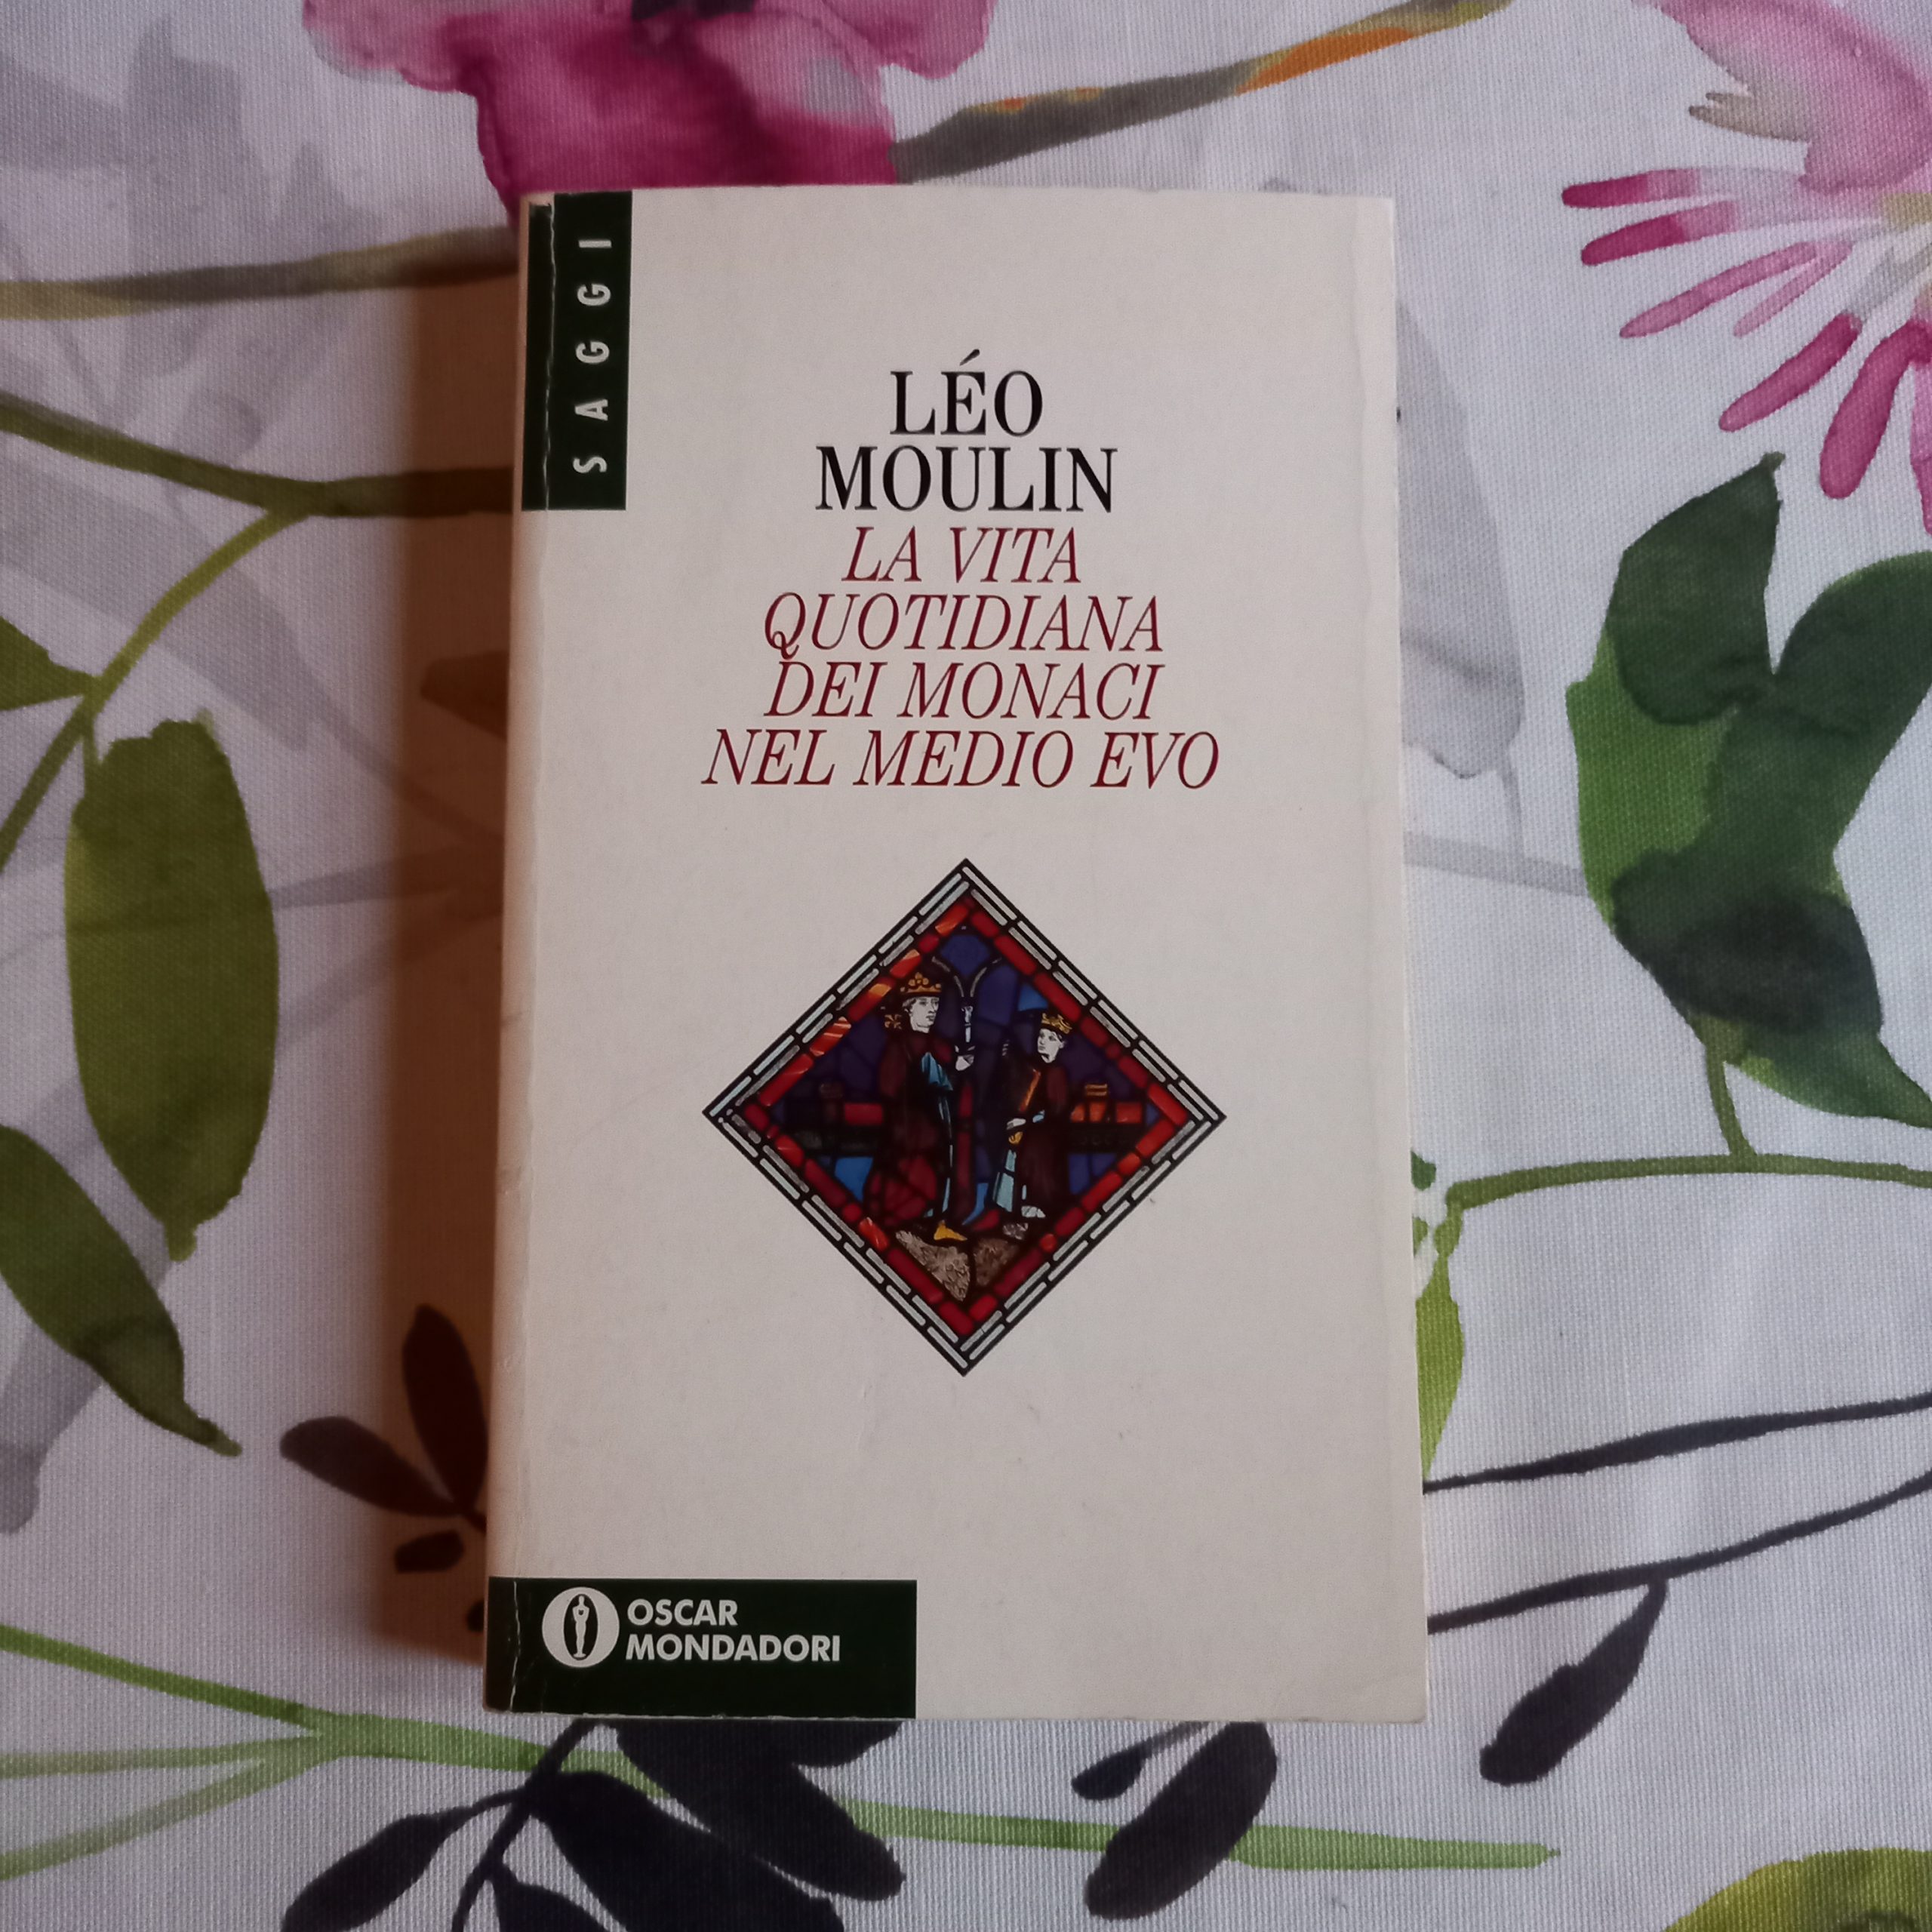 SAGGI
LÉO
MOULIN
LA VITA
QUOTIDIANA
DEI MONACI
NEL MEDIO EVO
OSCAR
MONDADORI